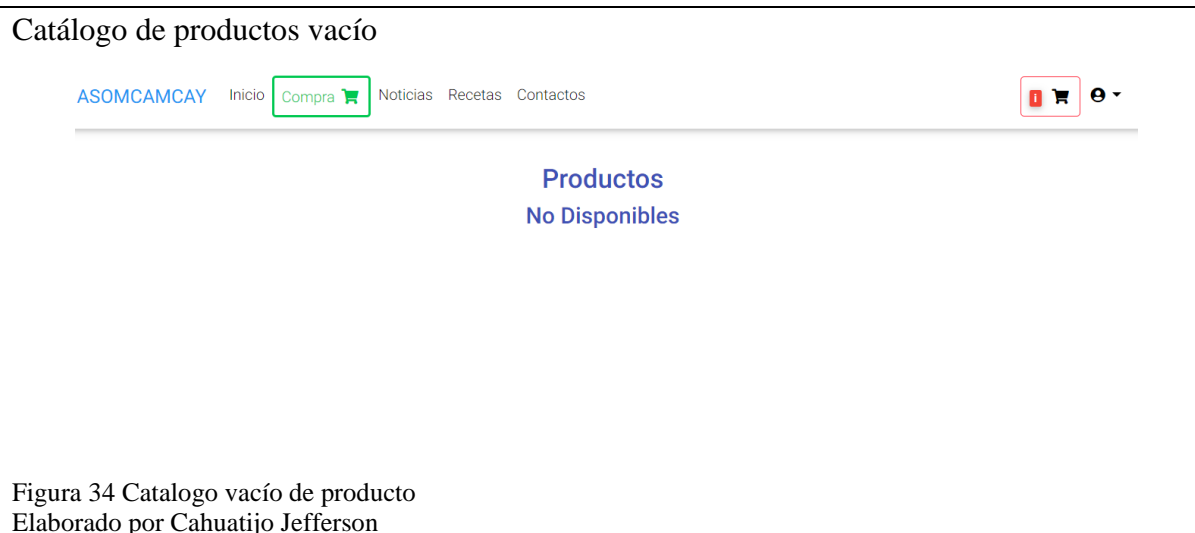 Catálogo de productos vacío
ASOMCAMCAY Inicio Compra Noticias Recetas Contactos i
Productos
No Disponibles
Figura 34 Catalogo vacío de producto
Elaborado por Cahuatijo Jefferson